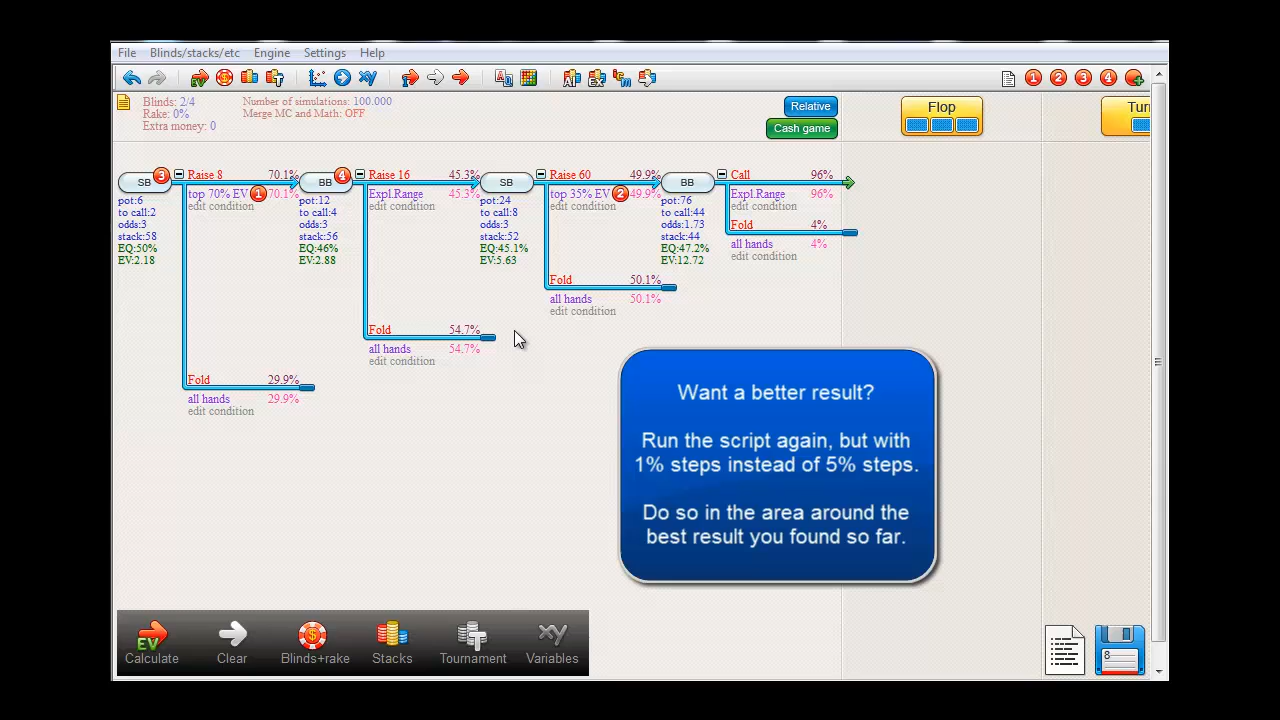 File Blinds/stacks/etc Engine Settings Help
Blinds: 2/4
Rake: 0%
Extra money: 0
Number of simulations: 100.000
Merge MC and Math: OFF
Relative
Cash game
Flop
Tur
SB 3
Raise 8 70.1%
top 70% EV 1 70.1%
edit condition
pot:6
to call:2
odds:3
stack:58
EQ:50%
EV:2.18
Fold 29.9%
all hands 29.9%
edit condition
BB 4
Raise 16 45.3%
Expl.Range 45.3%
edit condition
pot:12
to call:4
odds:3
stack:56
EQ:46%
EV:2.88
Fold 54.7%
all hands 54.7%
edit condition
SB
Raise 60 49.9%
top 35% EV 2 49.9%
edit condition
pot:24
to call:8
odds:3
stack:52
EQ:45.1%
EV:5.63
Fold 50.1%
all hands 50.1%
edit condition
BB
Call 96%
Expl.Range 96%
edit condition
pot:76
to call:44
odds:1.73
stack:44
EQ:47.2%
EV:12.72
Fold 4%
all hands 4%
edit condition
Want a better result?
Run the script again, but with
1% steps instead of 5% steps.
Do so in the area around the
best result you found so far.
EV
Calculate Clear Blinds+rake Stacks Tournament Variables
8